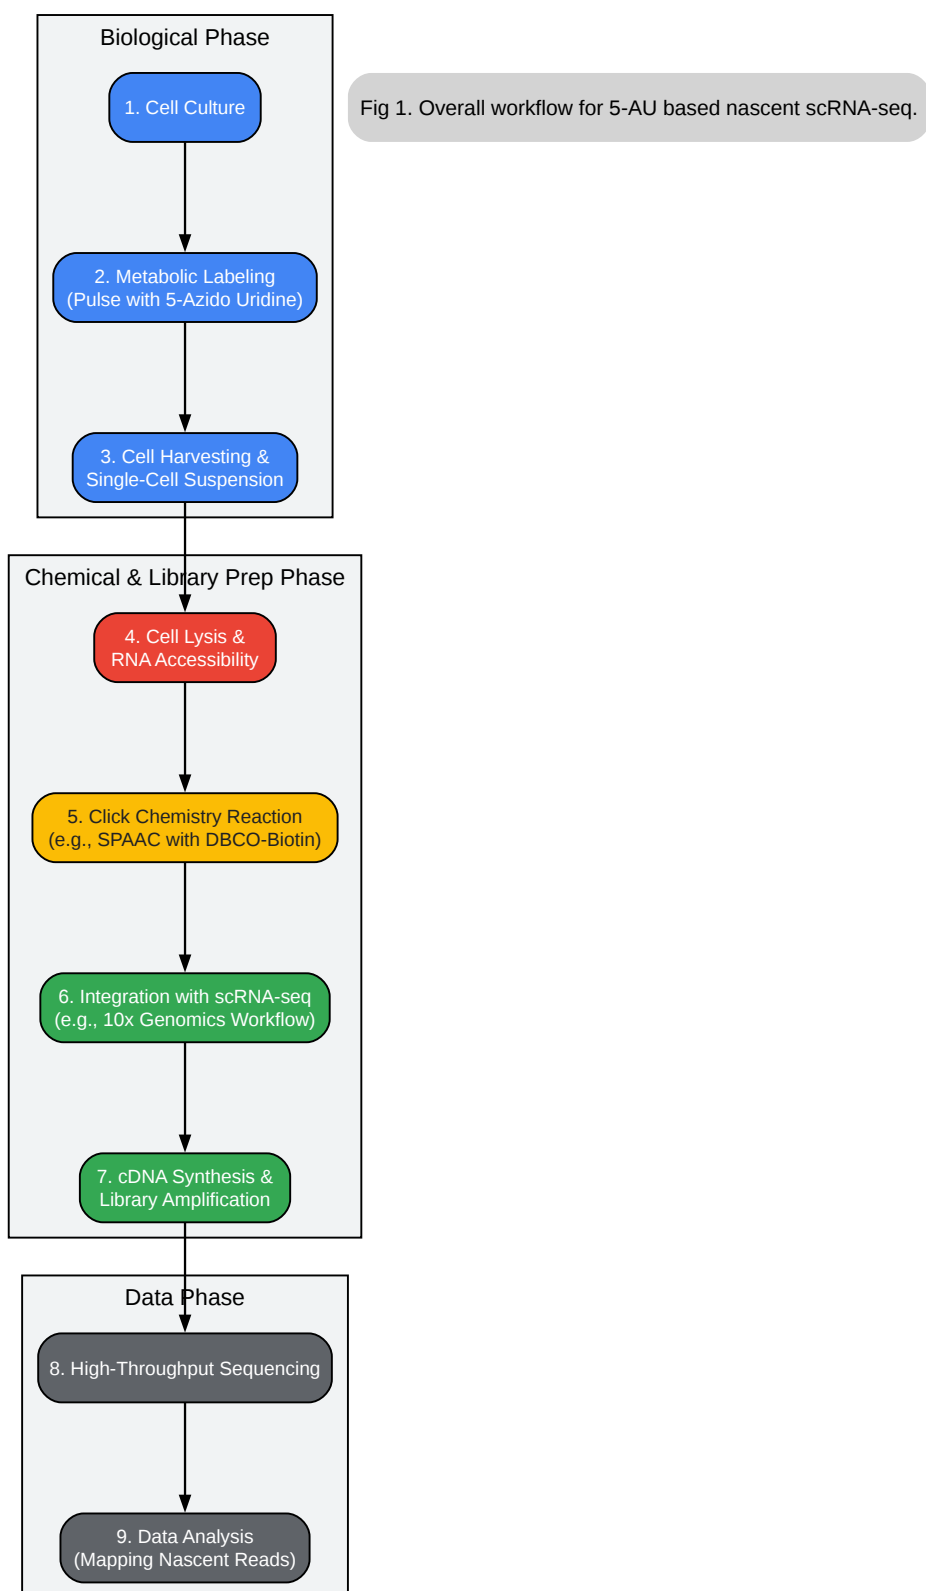 Biological Phase
1. Cell Culture
Fig 1. Overall workflow for 5-AU based nascent scRNA-seq.
2. Metabolic Labeling
(Pulse with 5-Azido Uridine)
3. Cell Harvesting &
Single-Cell Suspension
Chemical & Library Prep Phase
4. Cell Lysis &
RNA Accessibility
5. Click Chemistry Reaction
(e.g., SPAAC with DBCO-Biotin)
6. Integration with scRNA-seq
(e.g., 10x Genomics Workflow)
7. cDNA Synthesis &
Library Amplification
Data Phase
8. High-Throughput Sequencing
9. Data Analysis
(Mapping Nascent Reads)